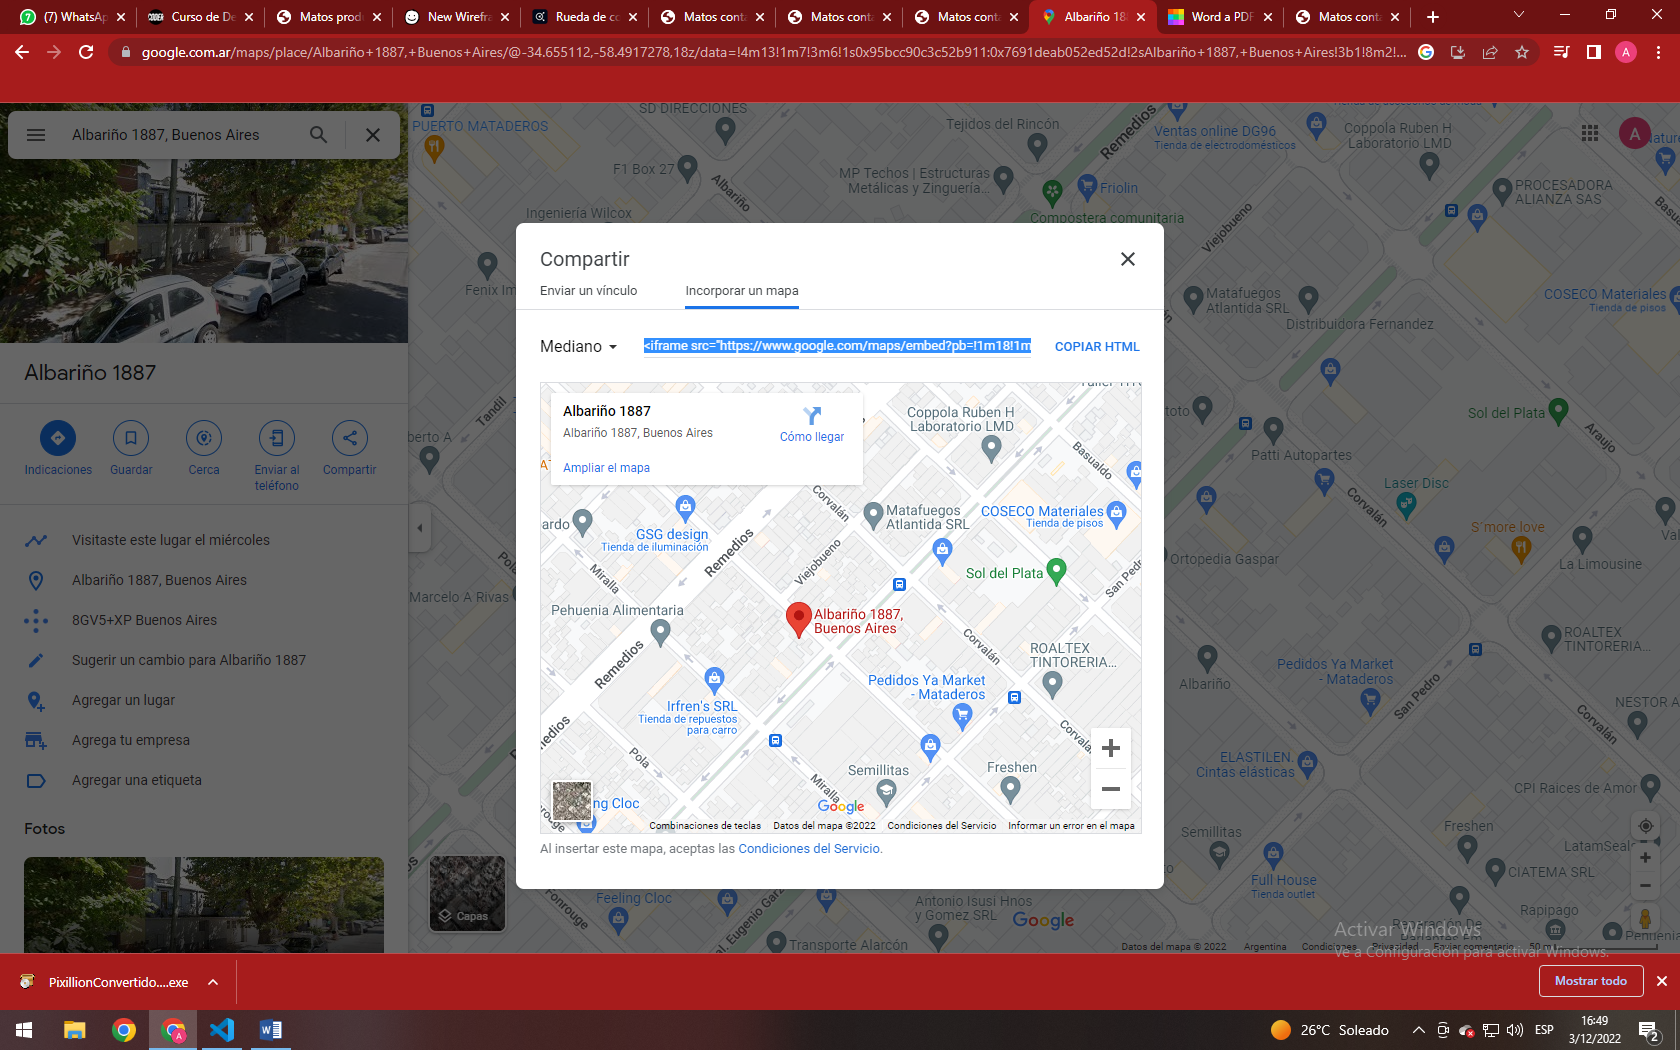 (7) WhatsAp
Curso de De
Matos prod
New Wirefra
Rueda de co
Matos conta
Matos conta
Matos conta
Albariño 18
Word a PDF
Matos conta
google.com.ar/maps/place/Albariño+1887,+Buenos+Aires/@-34.655112,-58.4917278,18z/data=!4m13!1m7!3m6!1s0x95bcc90c3c52b911:0x7691deab052ed52d!2sAlbariño+1887,+Buenos+Aires!3b1!8m2!...
A
Albariño 1887, Buenos Aires
Albariño 1887
Indicaciones
Guardar
Cerca
Enviar al
teléfono
Compartir
Visitaste este lugar el miércoles
Albariño 1887, Buenos Aires
8GV5+XP Buenos Aires
Sugerir un cambio para Albariño 1887
Agregar un lugar
Agrega tu empresa
Agregar una etiqueta
Fotos
SD DIRECCIONES
PUERTO MATADEROS
F1 Box 27
Albariño
Ingeniería Wilcox
Fenix Im
Tandil
berto A
Marcelo A Rivas
Tejidos del Rincón
MP Techos | Estructuras
Metálicas y Zinguería...
Remedios
Friolin
Compostera comunitaria
Ventas online DG96
Tienda de electrodomésticos
Coppola Ruben H
Laboratorio LMD
A
PROCESADORA
ALIANZA SAS
Viejobueno
Matafuegos
Atlantida SRL
Distribuidora Fernandez
COSECO Materiales
Tienda de pisos
Sol del Plata
Araujo
Patti Autopartes
Laser Disc
Corvalán
S'more love
La Limousine
Ortopedia Gaspar
ROALTEX
TINTORERIA...
Pedidos Ya Market
- Mataderos
San Pedro
Albariño
NESTOR A
Corvalán
ELASTILEN.
Cintas elásticas
CPI Raices de Amor
Semillitas
Freshen
LatamSeal
CIATEMA SRL
Full House
Tienda outlet
Rapipago
Feeling Cloc
Antonio Isusi Hnos
y Gomez SRL
Google
Transporte Alarcón
Capas
Datos del mapa © 2022
Argentina
Condiciones
Privacidad
Enviar comentario
50 m
Compartir
Enviar un vínculo
Incorporar un mapa
Mediano
<iframe src="https://www.google.com/maps/embed?pb=!1m18!1m
COPIAR HTML
Albariño 1887
Albariño 1887, Buenos Aires
Cómo llegar
Ampliar el mapa
Coppola Ruben H
Laboratorio LMD
Basualdo
Corvalán
Matafuegos
Atlantida SRL
COSECO Materiales
Tienda de pisos
ardo
GSG design
Tienda de iluminación
Remedios
Viejobueno
Miralla
Sol del Plata
San Pedr
Pehuenia Alimentaria
Albariño 1887,
Buenos Aires
Corvalán
Remedios
ROALTEX
TINTORERIA...
Pedidos Ya Market
- Mataderos
Irfren's SRL
Tienda de repuestos
para carro
Pola
Miralla
Semillitas
Freshen
ng Cloc
Google
Combinaciones de teclas
Datos del mapa ©2022
Condiciones del Servicio
Informar un error en el mapa
Al insertar este mapa, aceptas las Condiciones del Servicio.
Activar Windows
Ve a Configuración para activar Windows.
PixillionConvertido....exe
Mostrar todo
26°C Soleado
ESP
16:49
3/12/2022
2